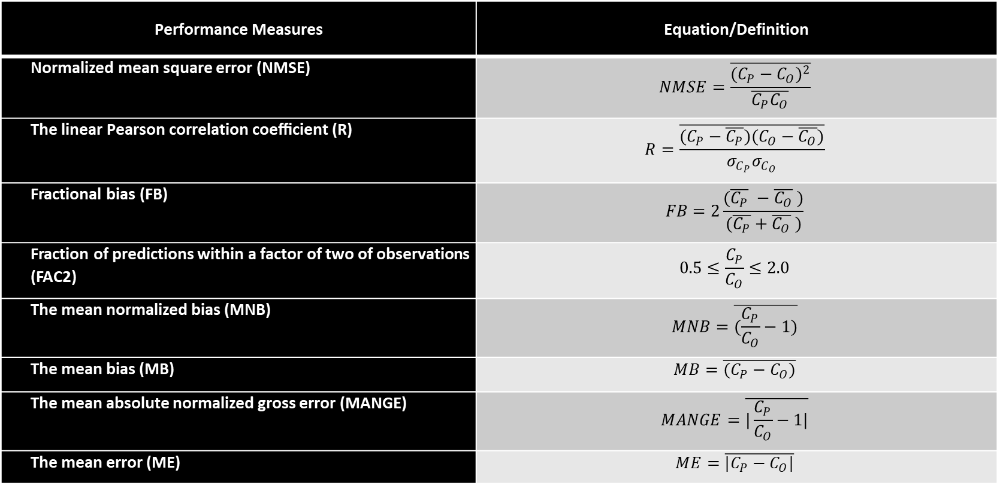 Performance Measures
Equation/Definition
Normalized mean square error (NMSE)
$NMSE = \frac{\overline{(C_P - C_O)^2}}{\overline{C_P}\,\overline{C_O}}$
The linear Pearson correlation coefficient (R)
$R = \frac{\overline{(C_P - \overline{C_P})(C_O - \overline{C_O})}}{\sigma_{C_P}\sigma_{C_O}}$
Fractional bias (FB)
$FB = 2\frac{(\overline{C_P} - \overline{C_O})}{(\overline{C_P} + \overline{C_O})}$
Fraction of predictions within a factor of two of observations
(FAC2)
$0.5 \leq \frac{C_P}{C_O} \leq 2.0$
The mean normalized bias (MNB)
$MNB = \overline{(\frac{C_P}{C_O} - 1)}$
The mean bias (MB)
$MB = \overline{(C_P - C_O)}$
The mean absolute normalized gross error (MANGE)
$MANGE = \overline{|\frac{C_P}{C_O} - 1|}$
The mean error (ME)
$ME = \overline{|C_P - C_O|}$